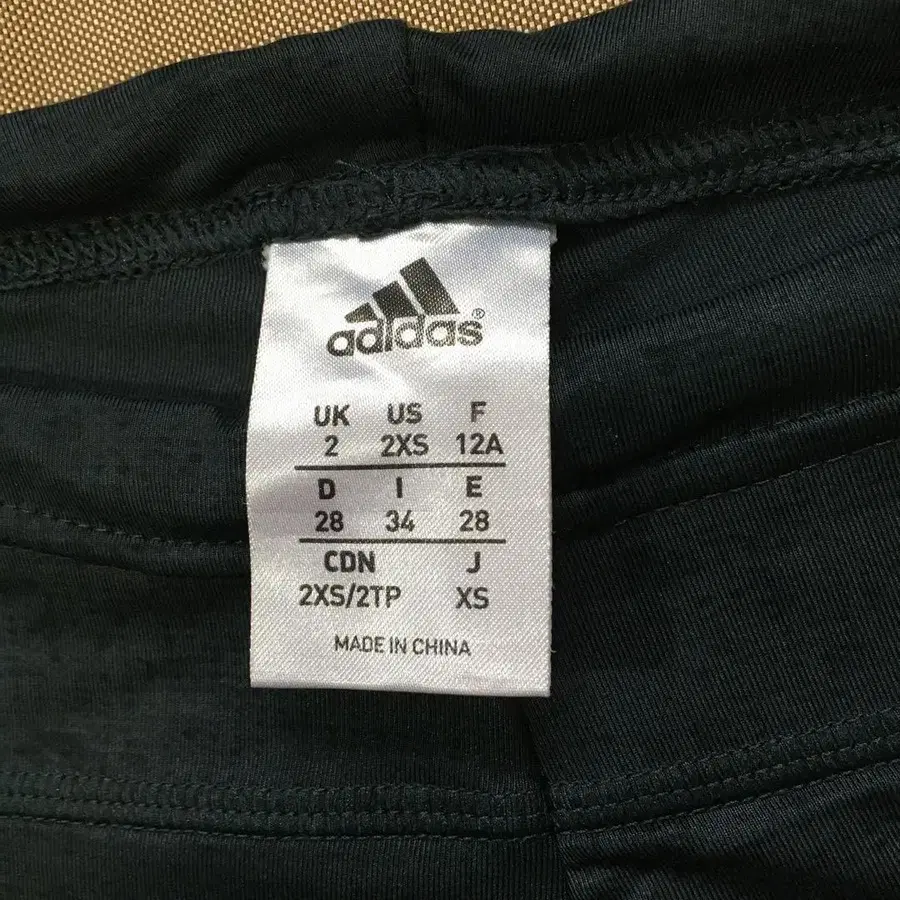 adidas®
UK US F
2 2XS 12A
D I E
28 34 28
CDN J
2XS/2TP XS
MADE IN CHINA